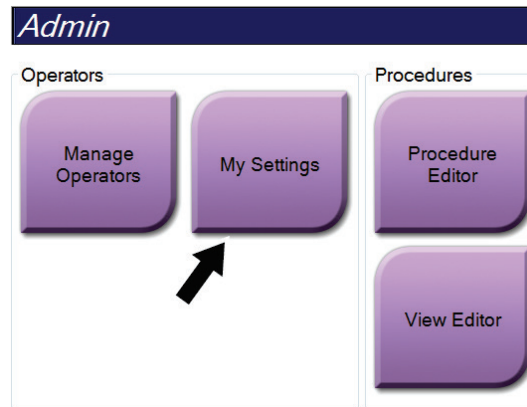 Admin
Operators
Manage
Operators
My Settings
Procedures
Procedure
Editor
View Editor